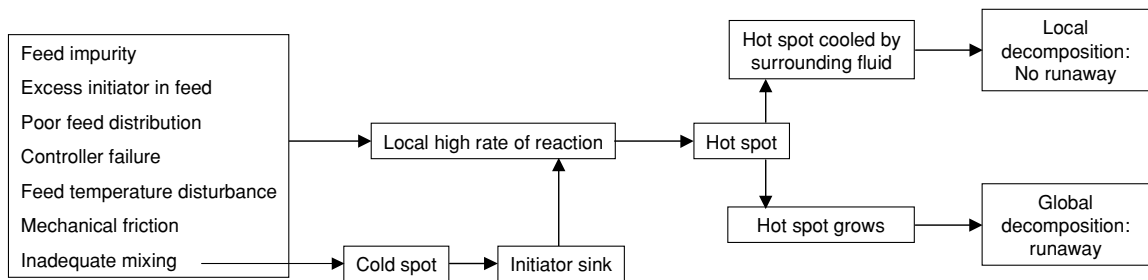 Feed impurity
Excess initiator in feed
Poor feed distribution
Controller failure
Feed temperature disturbance
Mechanical friction
Inadequate mixing
Cold spot
Initiator sink
Local high rate of reaction
Hot spot
Hot spot cooled by
surrounding fluid
Local
decomposition:
No runaway
Hot spot grows
Global
decomposition:
runaway